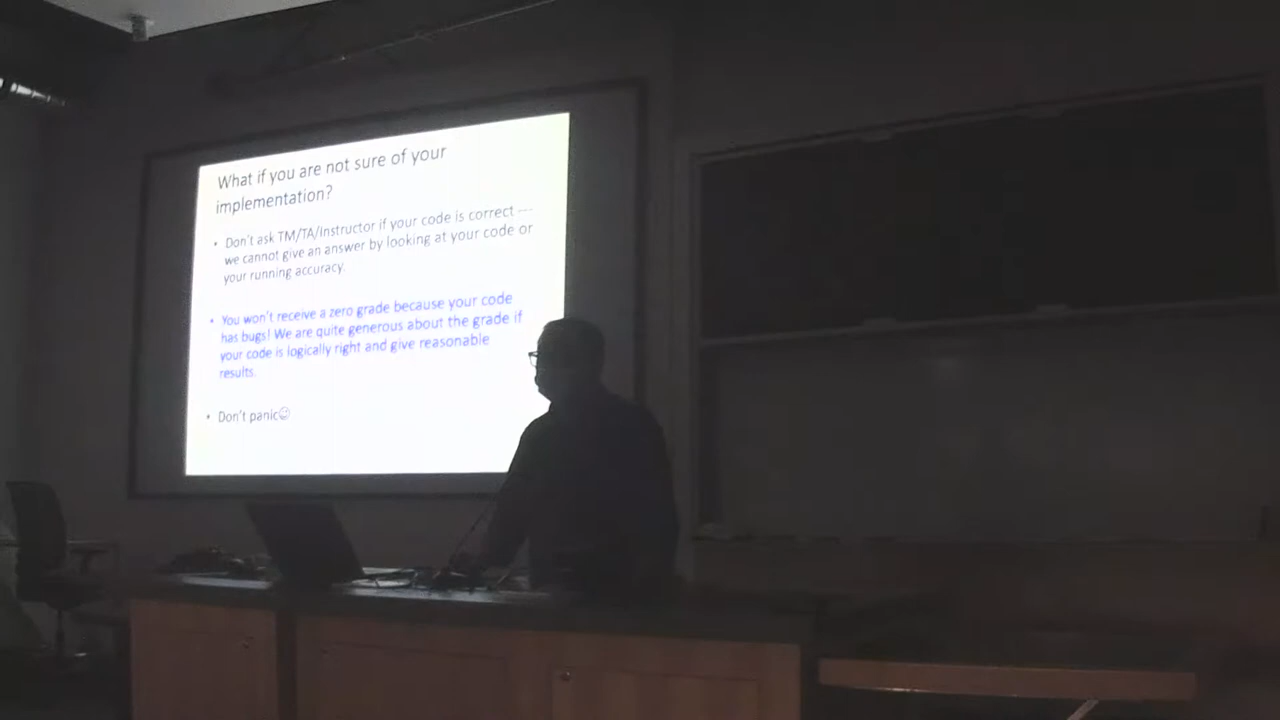 What if you are not sure of your
implementation?
• Don't ask TM/TA/Instructor if your code is correct ---
we cannot give an answer by looking at your code or
your running accuracy.
• You won't receive a zero grade because your code
has bugs! We are quite generous about the grade if
your code is logically right and give reasonable
results.
• Don't panic☺